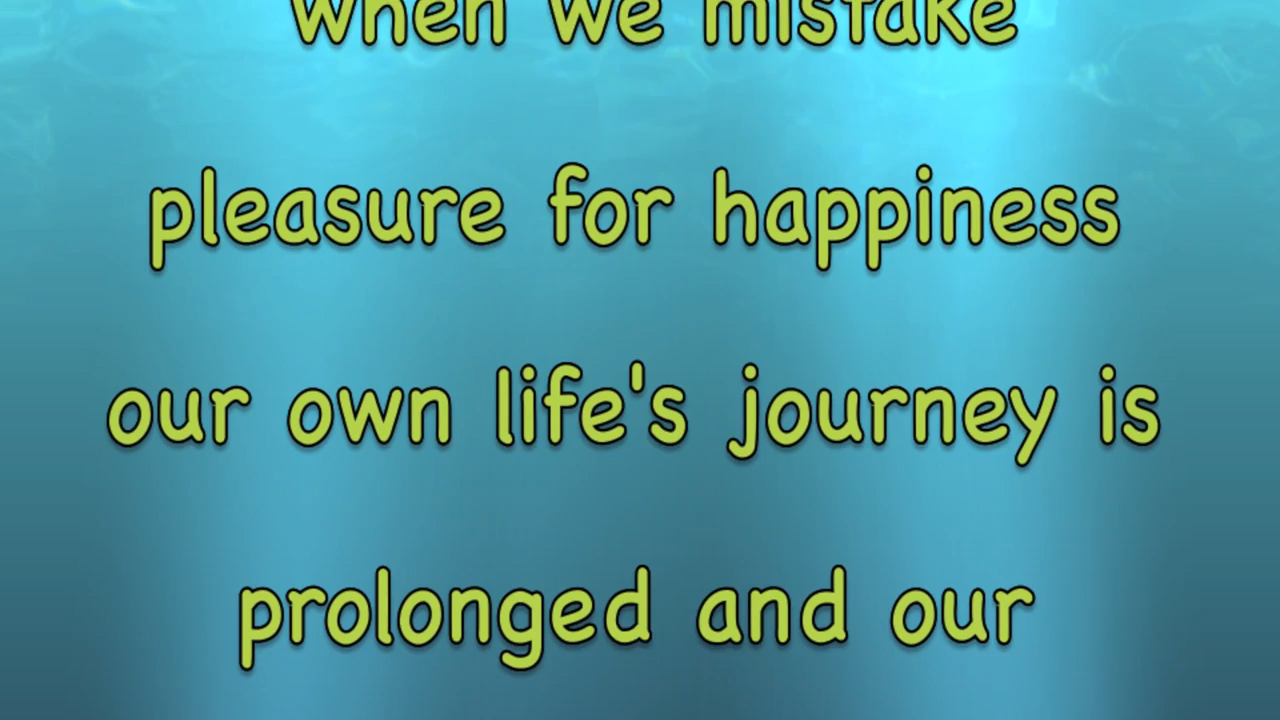 when we mistake
pleasure for happiness
our own life's journey is
prolonged and our